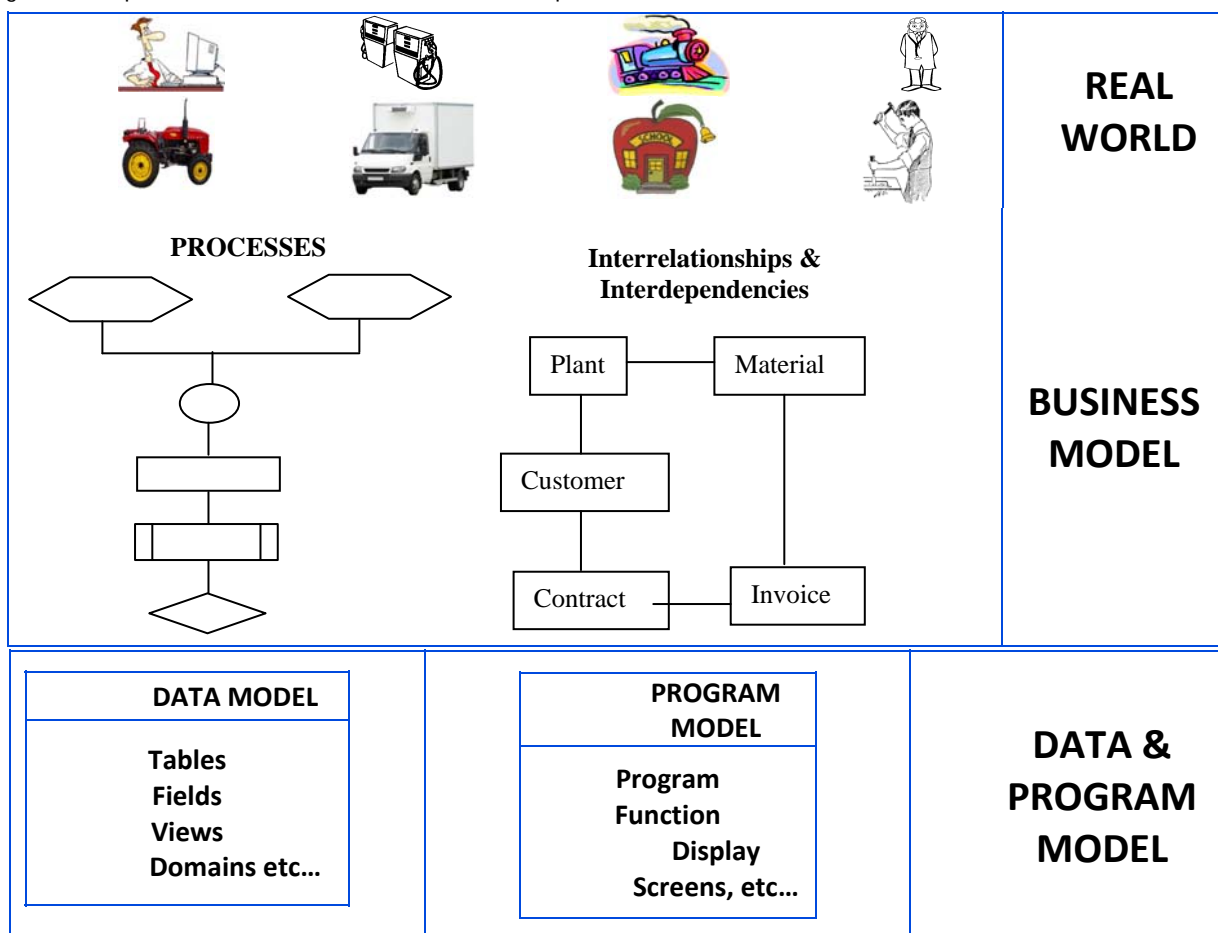 SCHOOL
REAL
WORLD
PROCESSES
Interrelationships &
Interdependencies
Plant
Material
Customer
Contract
Invoice
BUSINESS
MODEL
DATA MODEL
Tables
Fields
Views
Domains etc...
PROGRAM
MODEL
Program
Function
Display
Screens, etc...
DATA &
PROGRAM
MODEL